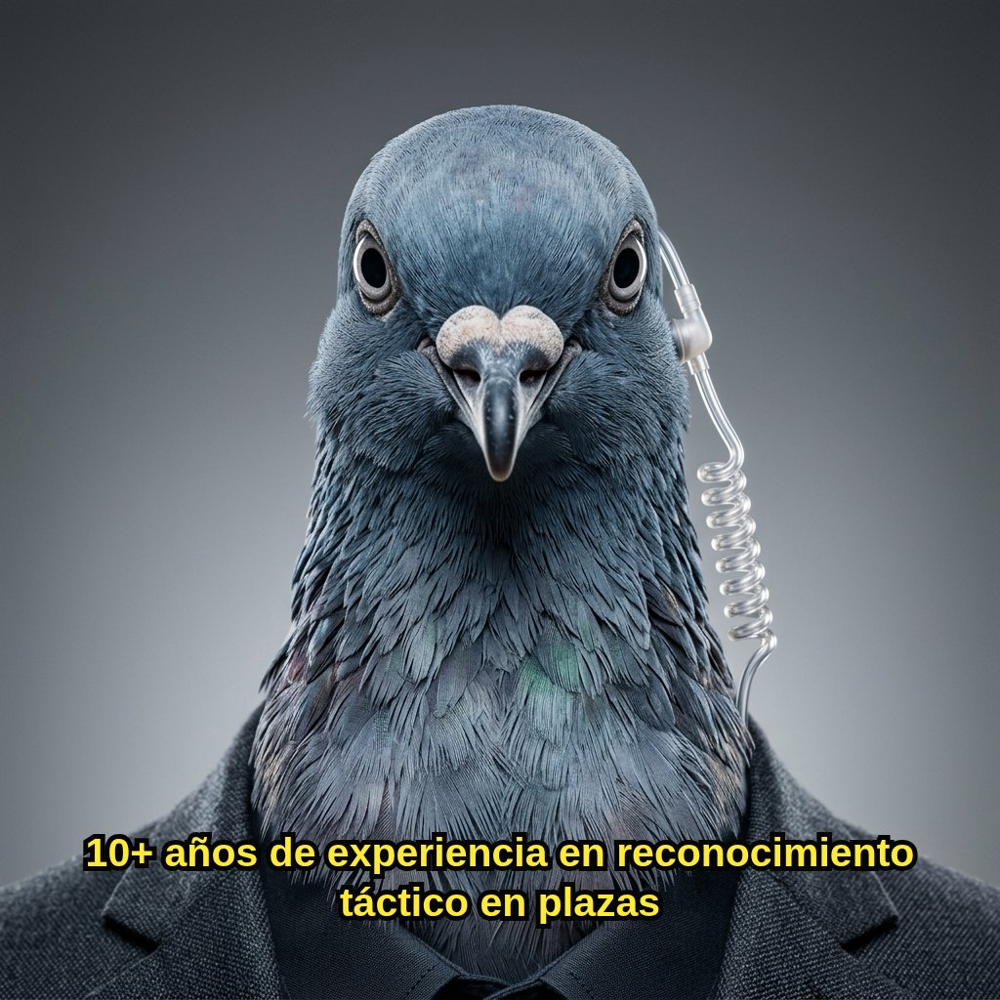 10+ años de experiencia en reconocimiento
táctico en plazas